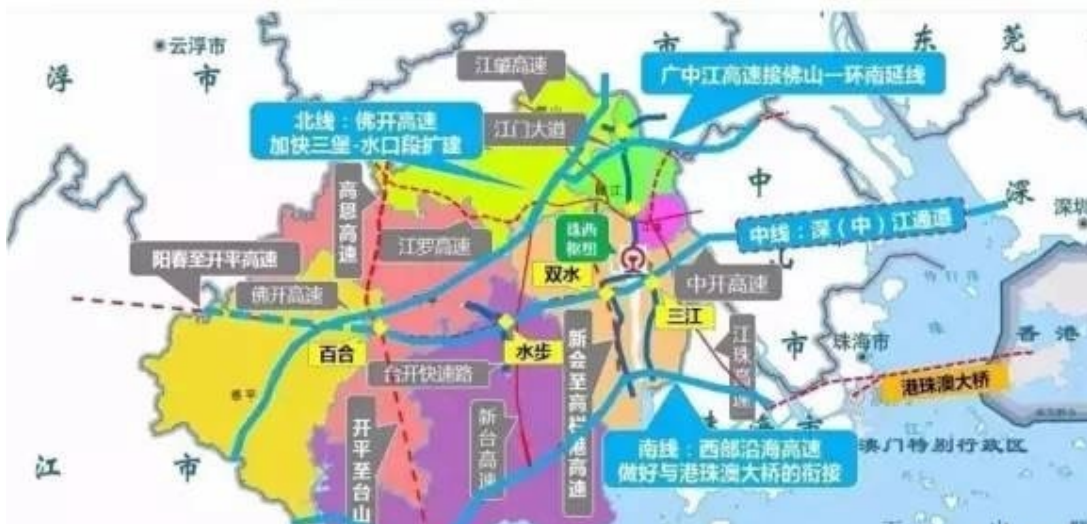 云浮市
浮市
江肇高速
市
东莞
广中江高速接佛山一环南延线
北线：佛开高速
加快三堡-水口段扩建
江门大道
中
山
市
深
深圳
中线：深（中）江通道
高恩高速
江罗高速
珠西
枢纽
阳春至开平高速
佛开高速
双水
中开高速
三江
百合
水步
台开快速路
恩平
新会至高栏港高速
江珠高速
珠海市
香港
港珠澳大桥
开平至台山
新台高速
南线：西部沿海高速
做好与港珠澳大桥的衔接
珠海市
澳门特别行政区
江市